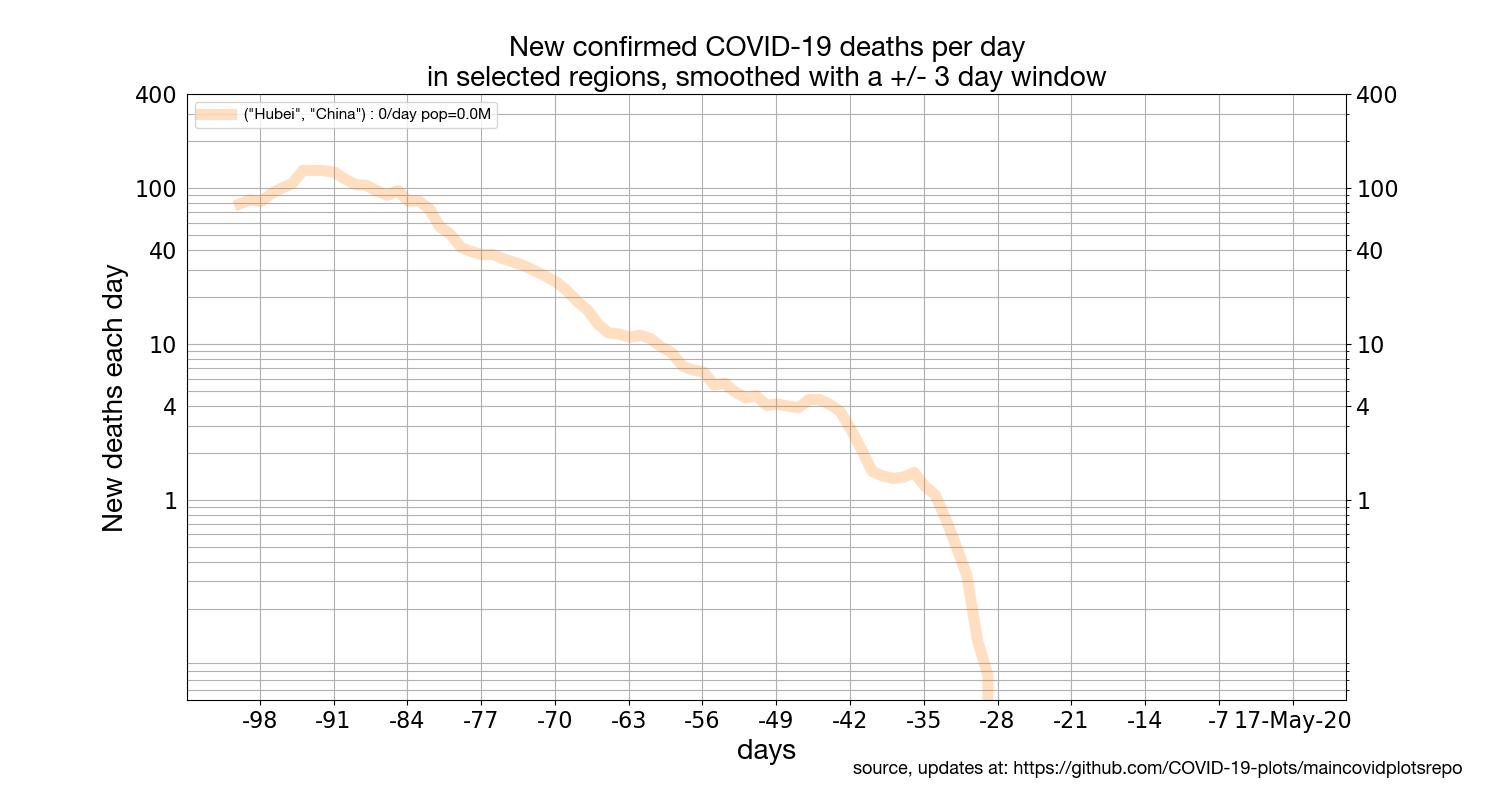 New confirmed COVID-19 deaths per day
in selected regions, smoothed with a +/- 3 day window
("Hubei", "China") : 0/day pop=0.0M
New deaths each day
400
100
40
10
4
1
400
100
40
10
4
1
-98 -91 -84 -77 -70 -63 -56 -49 -42 -35 -28 -21 -14 -7 17-May-20
days
source, updates at: https://github.com/COVID-19-plots/maincovidplotsrepo